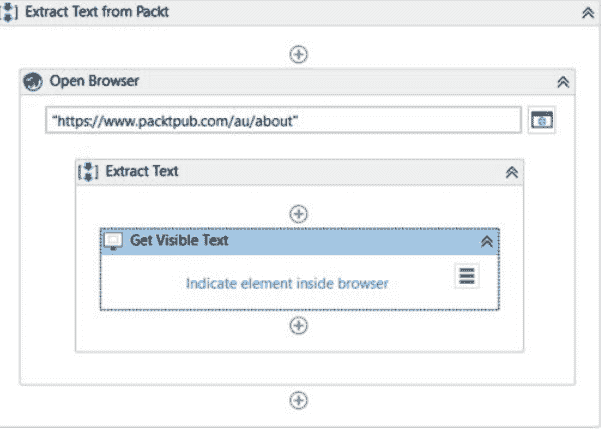 Extract Text from Packt
Open Browser
"https://www.packtpub.com/au/about"
Extract Text
Get Visible Text
Indicate element inside browser